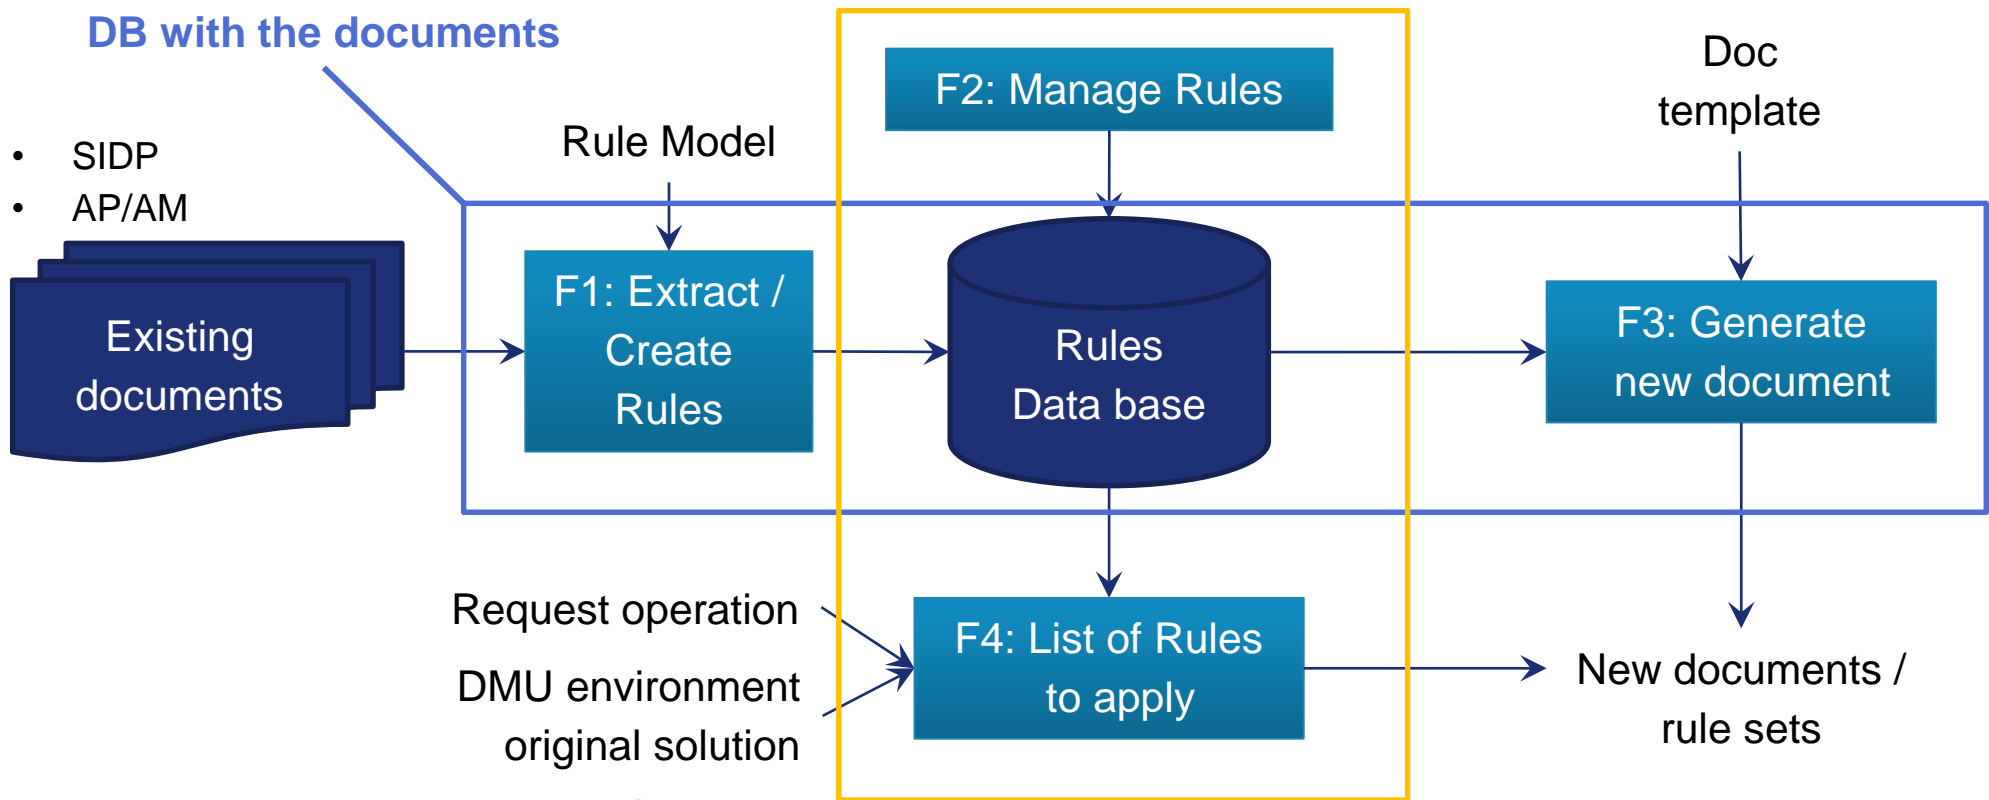 DB with the documents
• SIDP
• AP/AM
Existing
documents
Rule Model
F1: Extract /
Create
Rules
F2: Manage Rules
Rules
Data base
Doc
template
F3: Generate
new document
Request operation
DMU environment
original solution
F4: List of Rules
to apply
New documents /
rule sets